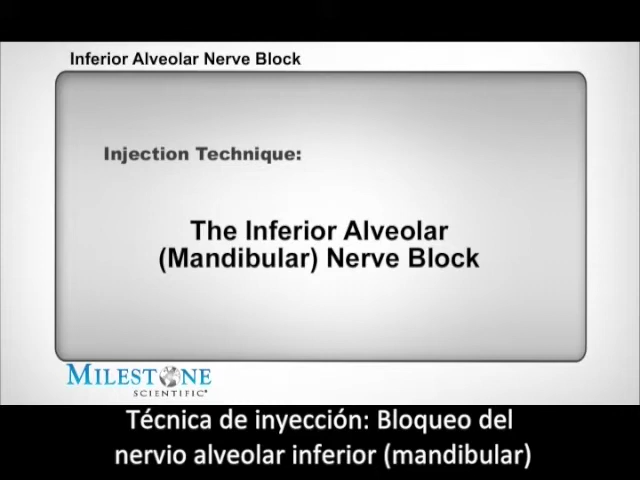 Inferior Alveolar Nerve Block
Injection Technique:
The Inferior Alveolar
(Mandibular) Nerve Block
MILESTONE
SCIENTIFIC®
Técnica de inyección: Bloqueo del
nervio alveolar inferior (mandibular)